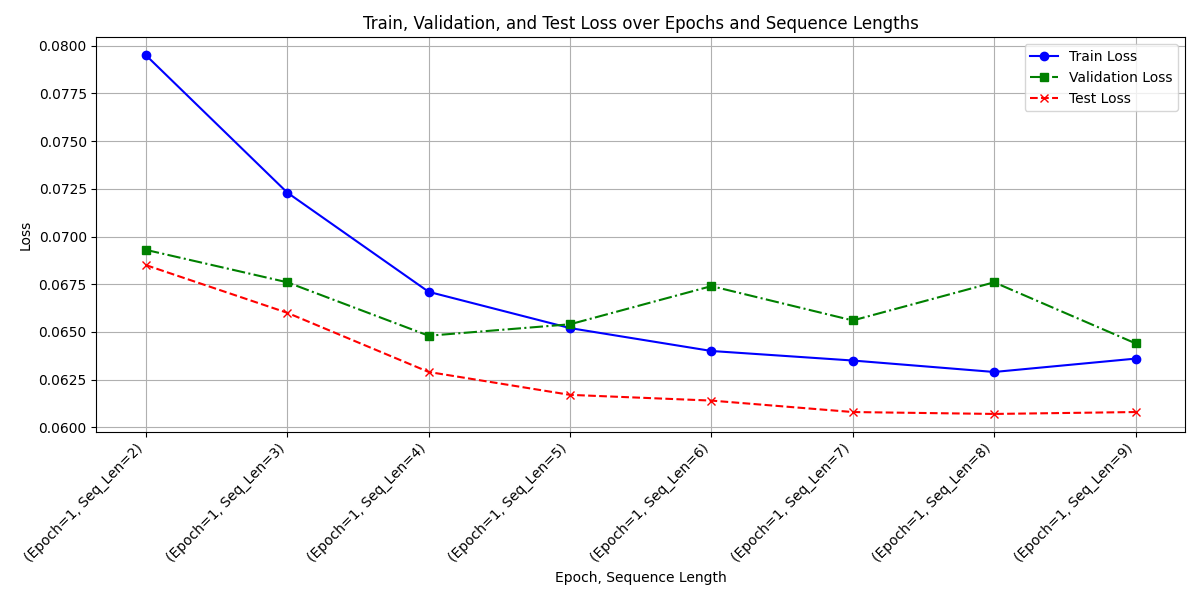 Train, Validation, and Test Loss over Epochs and Sequence Lengths
Train Loss
Validation Loss
Test Loss
Loss
0.0800
0.0775
0.0750
0.0725
0.0700
0.0675
0.0650
0.0625
0.0600
(Epoch=1, Seq_Len=2)
(Epoch=1, Seq_Len=3)
(Epoch=1, Seq_Len=4)
(Epoch=1, Seq_Len=5)
(Epoch=1, Seq_Len=6)
(Epoch=1, Seq_Len=7)
(Epoch=1, Seq_Len=8)
(Epoch=1, Seq_Len=9)
Epoch, Sequence Length